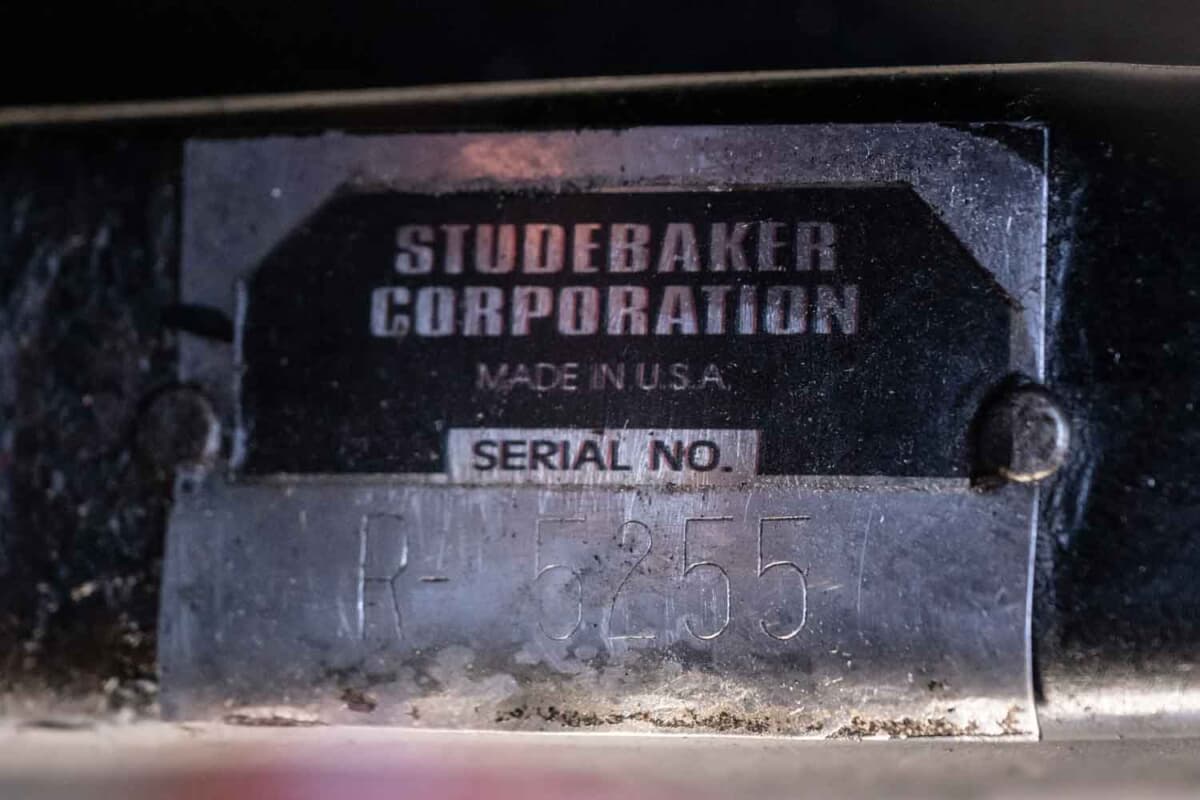 STUDEBAKER
CORPORATION
MADE IN U.S.A.
SERIAL NO.
R- 5255